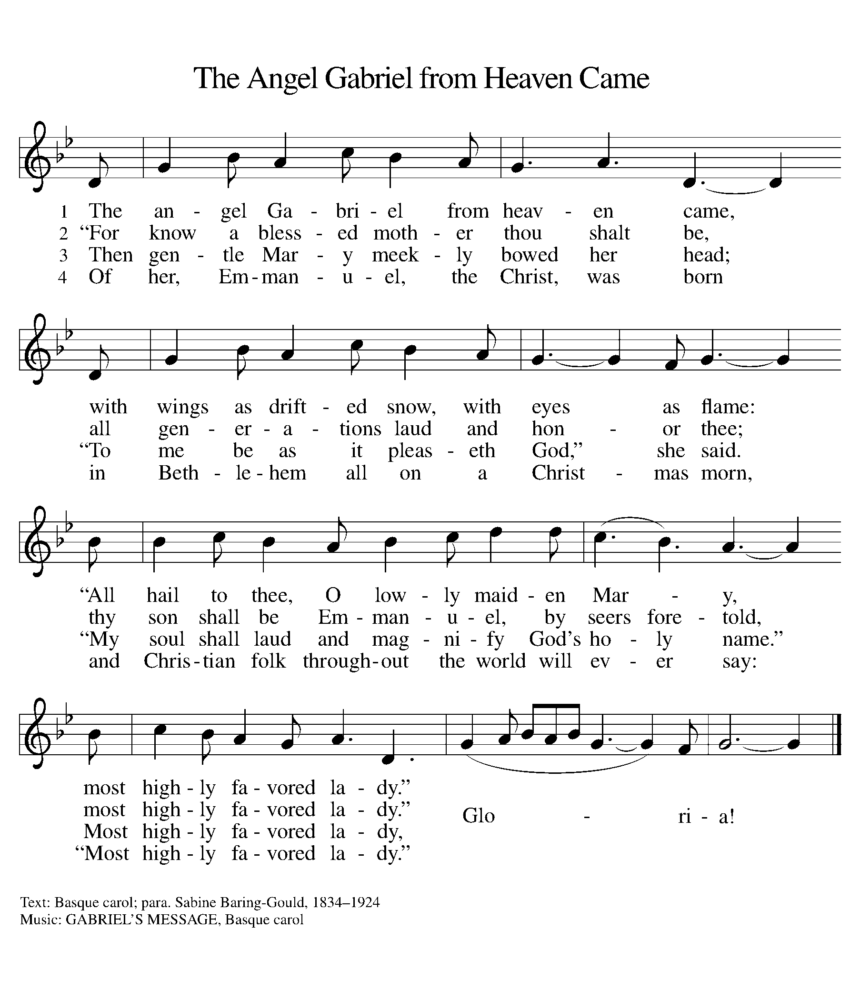 The Angel Gabriel from Heaven Came
1 The an - gel Ga - bri - el from heav - en came,
2 “For know a bless - ed moth - er thou shalt be,
3 Then gen - tle Mar - y meek - ly bowed her head;
4 Of her, Em - man - u - el, the Christ, was born
with wings as drift - ed snow, with eyes as flame:
all gen - er - a - tions laud and hon - or thee;
“To me be as it pleas - eth God,” she said.
in Beth - le - hem all on a Christ - mas morn,
“All hail to thee, O low - ly maid - en Mar - y,
thy son shall be Em - man - u - el, by seers fore - told,
“My soul shall laud and mag - ni - fy God’s ho - ly name.”
and Chris - tian folk through - out the world will ev - er say:
most high - ly fa - vored la - dy.”
most high - ly fa - vored la - dy.”
Most high - ly fa - vored la - dy,
“Most high - ly fa - vored la - dy.”
Glo - ri - a!
Text: Basque carol; para. Sabine Baring-Gould, 1834–1924
Music: GABRIEL’S MESSAGE, Basque carol